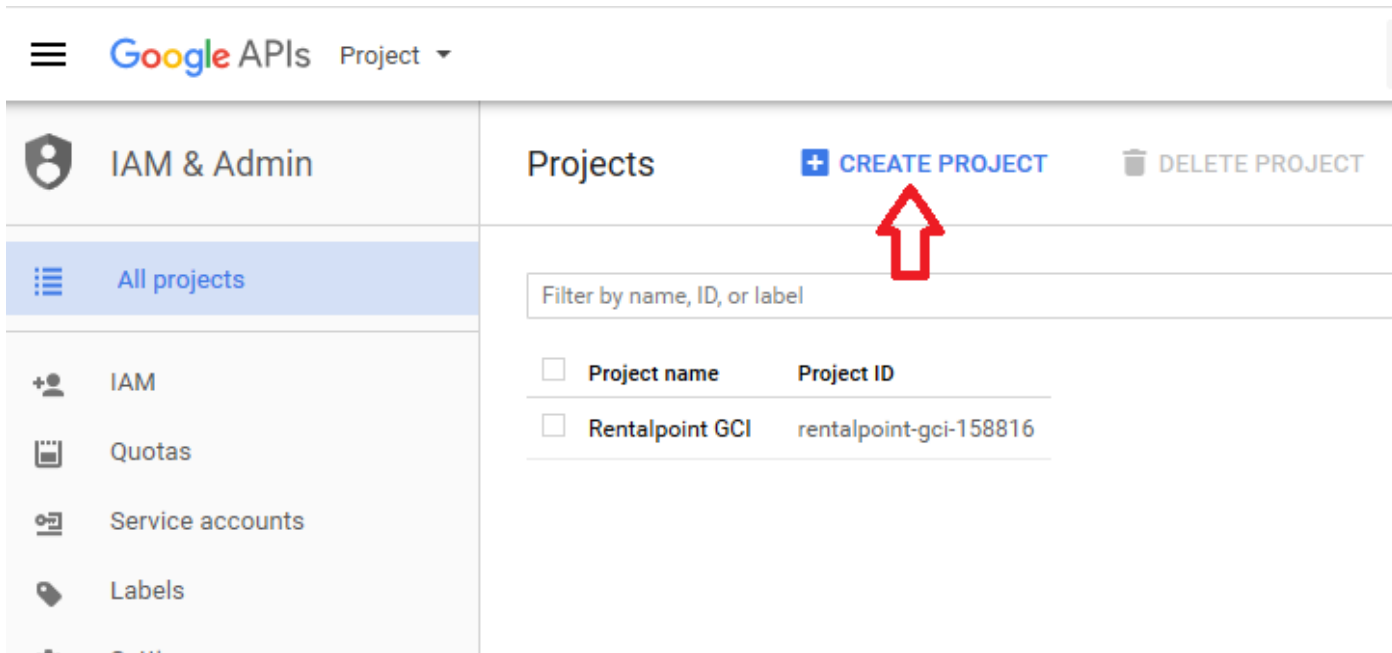 Google APIs Project
IAM & Admin
Projects
CREATE PROJECT
DELETE PROJECT
All projects
Filter by name, ID, or label
Project name Project ID
Rentalpoint GCI rentalpoint-gci-158816
IAM
Quotas
Service accounts
Labels